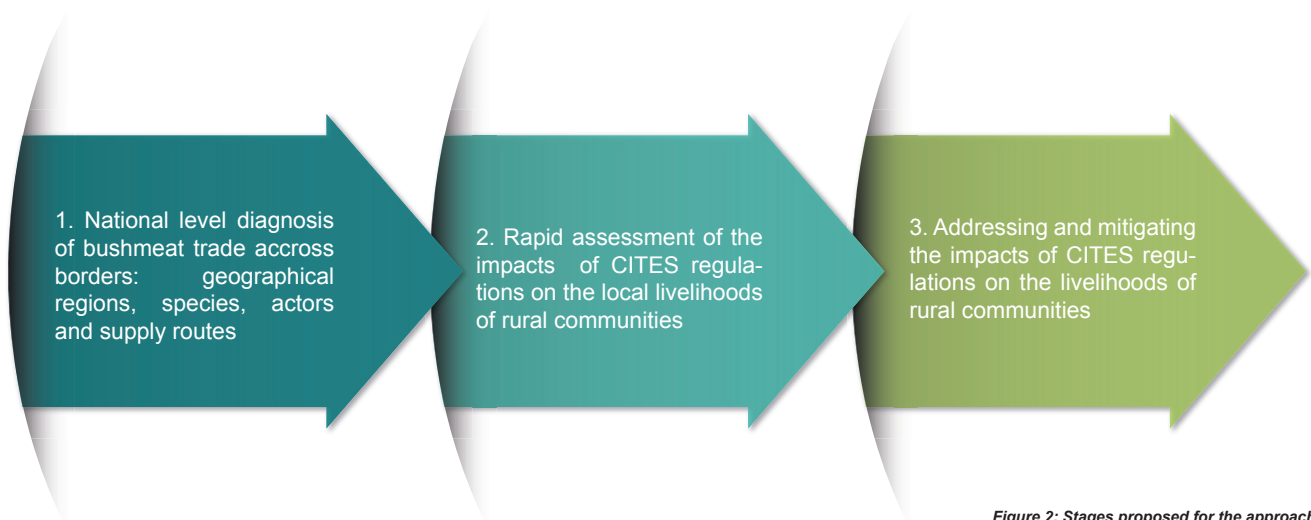 1. National level diagnosis
of bushmeat trade accross
borders: geographical
regions, species, actors
and supply routes
2. Rapid assessment of the
impacts of CITES regula-
tions on the local livelihoods
of rural communities
3. Addressing and mitigating
the impacts of CITES regu-
lations on the livelihoods of
rural communities
Figure 2: Stages proposed for the approach